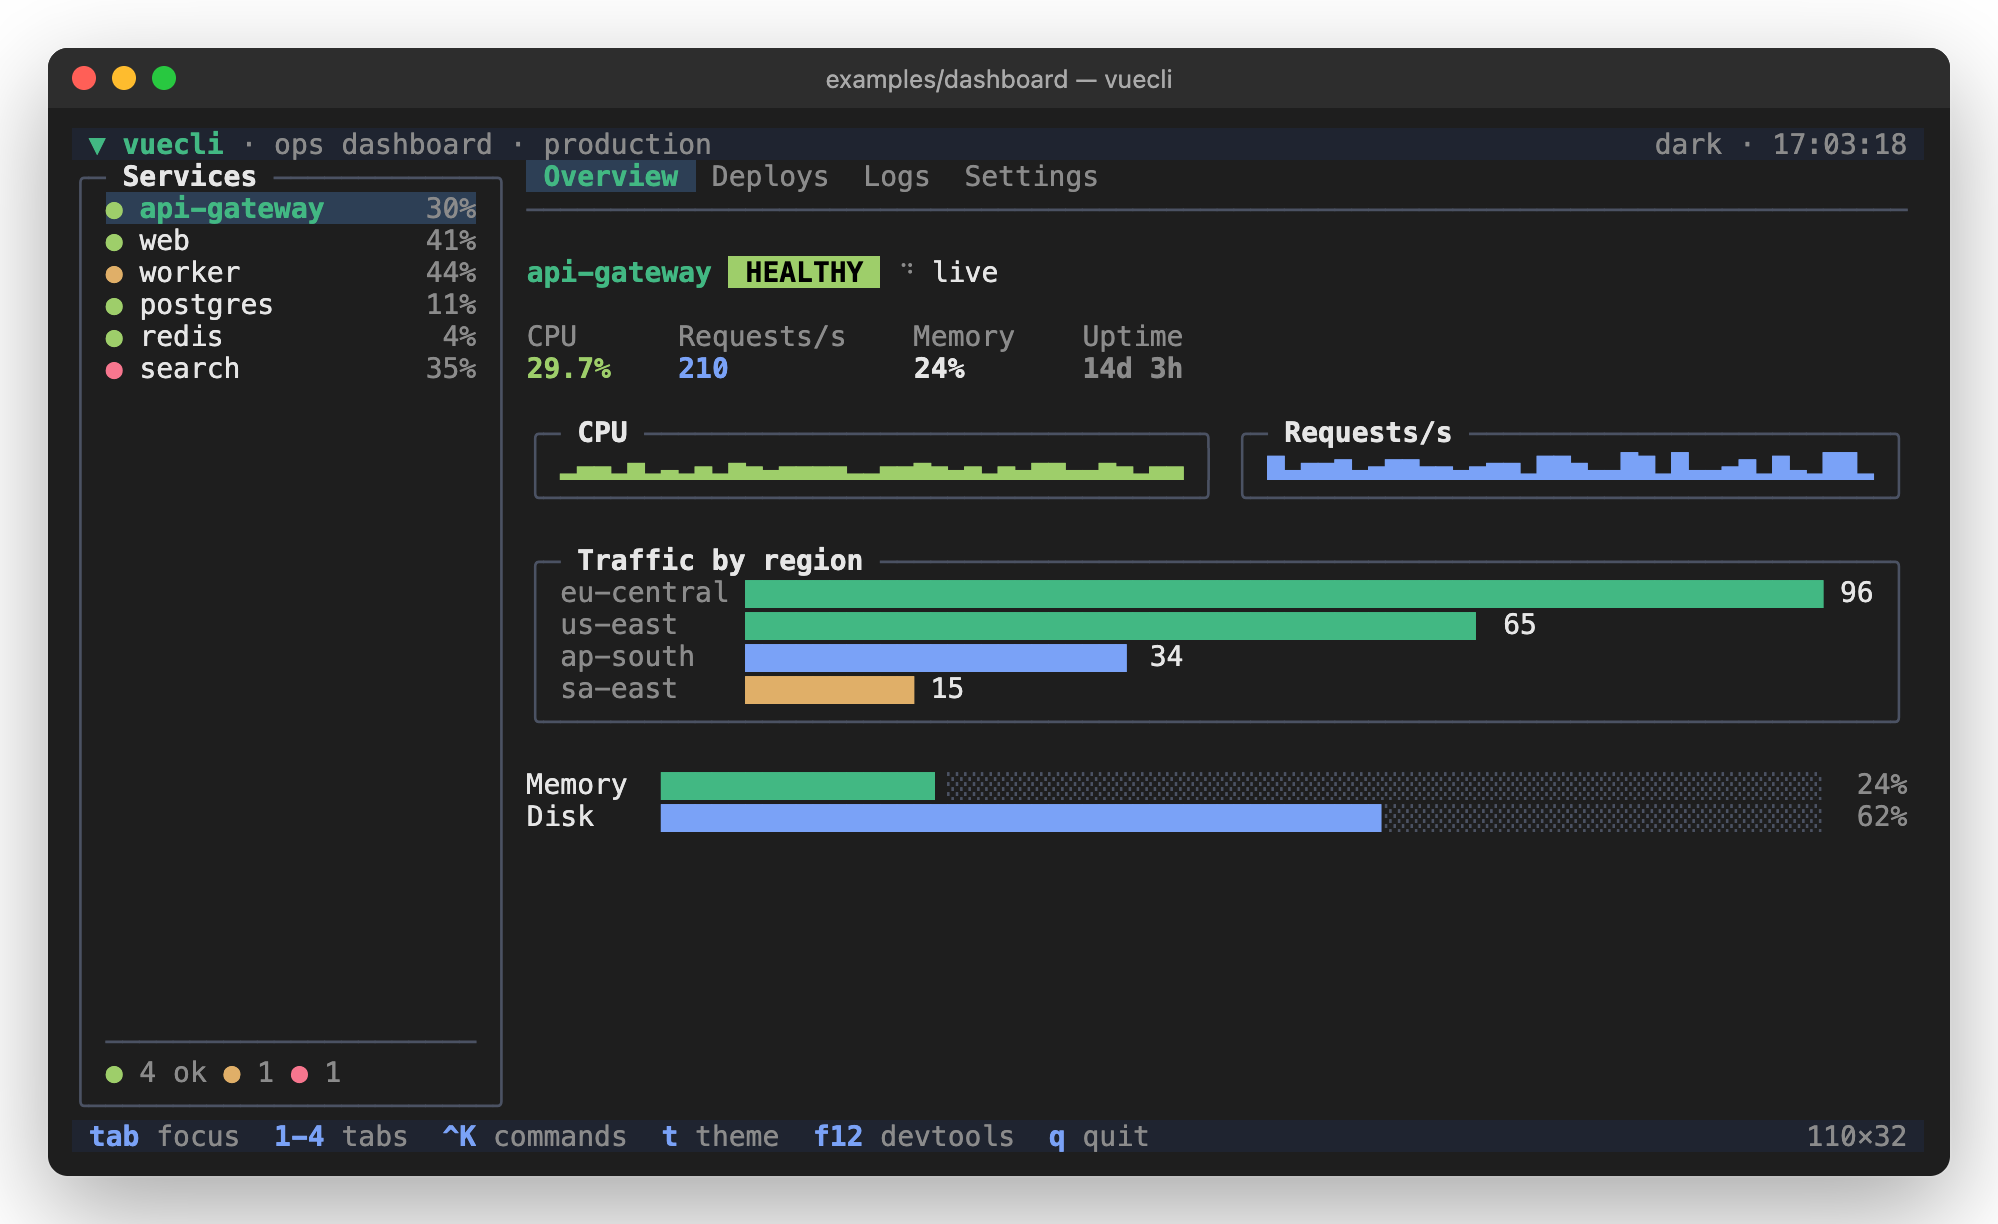 examples/dashboard — vuecli
▼ vuecli · ops dashboard · production dark · 17:03:18
Services
api-gateway 30%
web 41%
worker 44%
postgres 11%
redis 4%
search 35%
4 ok 1 1
Overview Deploys Logs Settings
api-gateway HEALTHY live
CPU Requests/s Memory Uptime
29.7% 210 24% 14d 3h
CPU
Requests/s
Traffic by region
eu-central 96
us-east 65
ap-south 34
sa-east 15
Memory 24%
Disk 62%
tab focus 1-4 tabs ^K commands t theme f12 devtools q quit 110×32